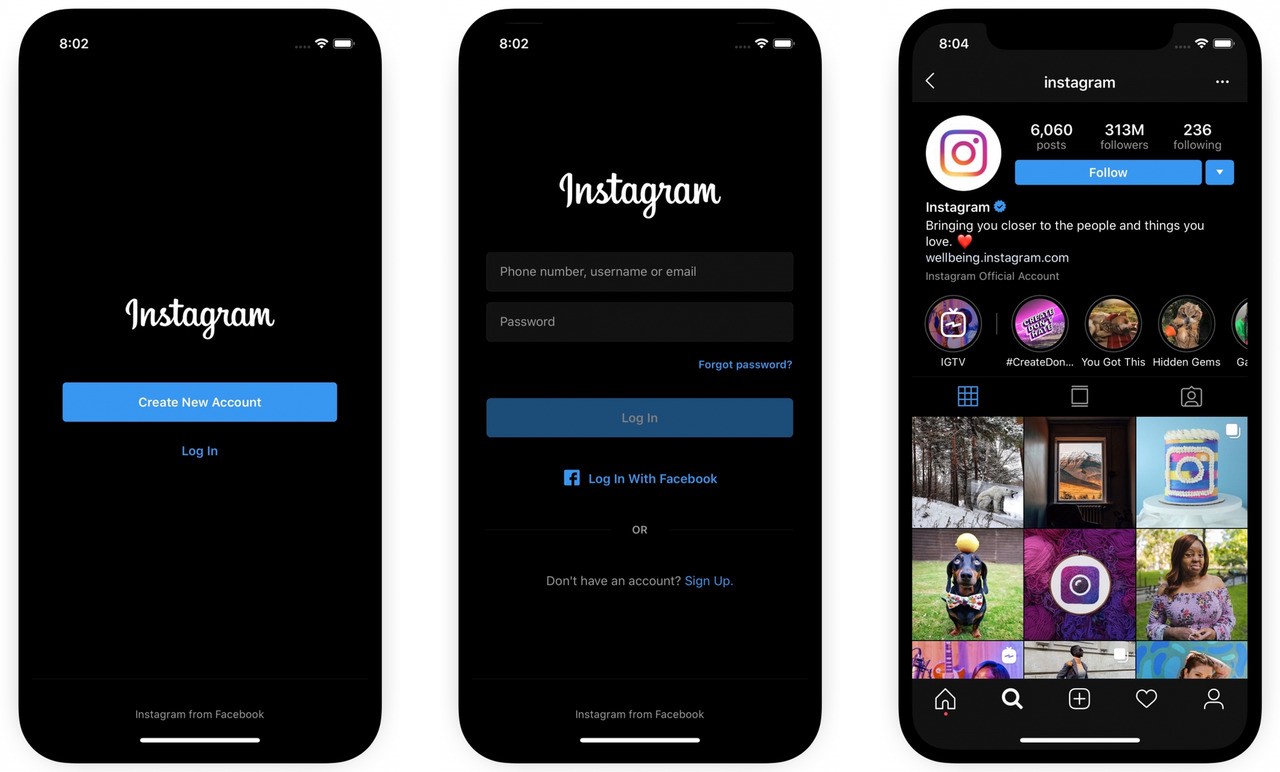 8:02
Instagram
Create New Account
Log In
Instagram from Facebook
8:02
Instagram
Phone number, username or email
Password
Forgot password?
Log In
Log In With Facebook
OR
Don't have an account? Sign Up.
Instagram from Facebook
8:04
instagram
6,060 313M 236
posts followers following
Follow
Instagram
Bringing you closer to the people and things you
love. ❤️
wellbeing.instagram.com
Instagram Official Account
CREATE
DON'T
HATE
IGTV #CreateDon... You Got This Hidden Gems Ga